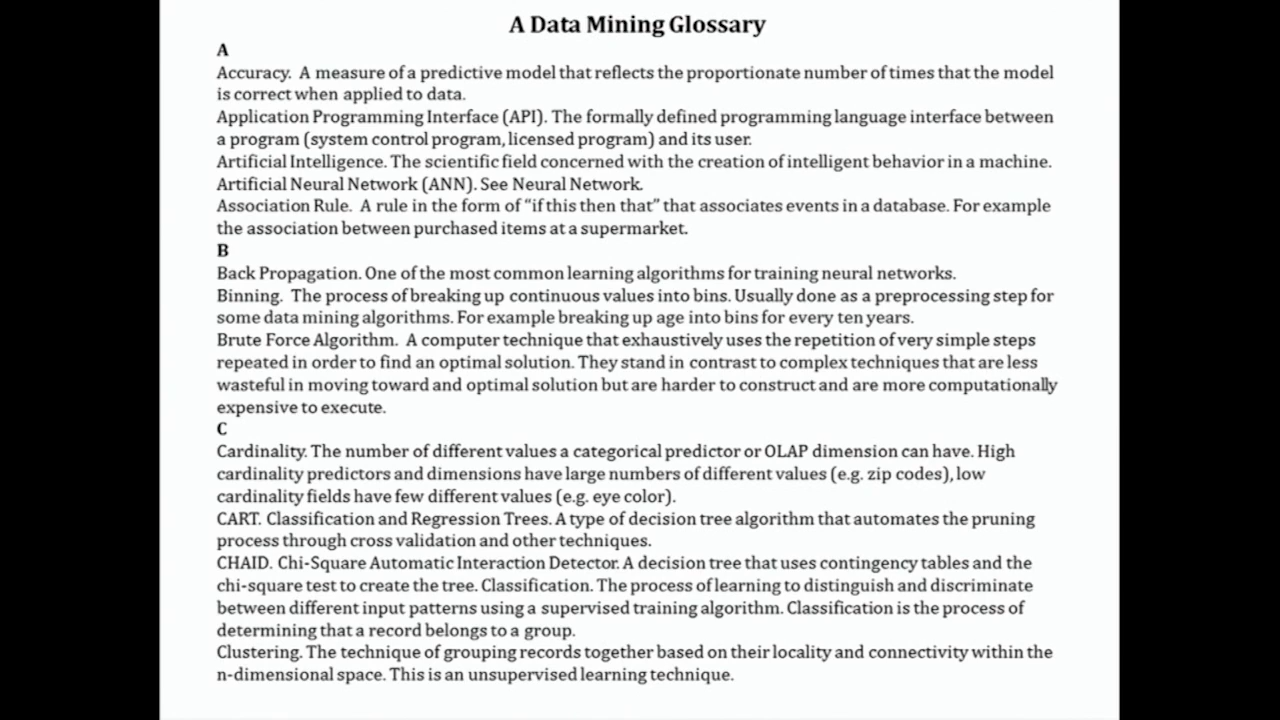 A Data Mining Glossary
A
Accuracy. A measure of a predictive model that reflects the proportionate number of times that the model
is correct when applied to data.
Application Programming Interface (API). The formally defined programming language interface between
a program (system control program, licensed program) and its user.
Artificial Intelligence. The scientific field concerned with the creation of intelligent behavior in a machine.
Artificial Neural Network (ANN). See Neural Network.
Association Rule. A rule in the form of “if this then that” that associates events in a database. For example
the association between purchased items at a supermarket.
B
Back Propagation. One of the most common learning algorithms for training neural networks.
Binning. The process of breaking up continuous values into bins. Usually done as a preprocessing step for
some data mining algorithms. For example breaking up age into bins for every ten years.
Brute Force Algorithm. A computer technique that exhaustively uses the repetition of very simple steps
repeated in order to find an optimal solution. They stand in contrast to complex techniques that are less
wasteful in moving toward and optimal solution but are harder to construct and are more computationally
expensive to execute.
C
Cardinality. The number of different values a categorical predictor or OLAP dimension can have. High
cardinality predictors and dimensions have large numbers of different values (e.g. zip codes), low
cardinality fields have few different values (e.g. eye color).
CART. Classification and Regression Trees. A type of decision tree algorithm that automates the pruning
process through cross validation and other techniques.
CHAID. Chi-Square Automatic Interaction Detector. A decision tree that uses contingency tables and the
chi-square test to create the tree. Classification. The process of learning to distinguish and discriminate
between different input patterns using a supervised training algorithm. Classification is the process of
determining that a record belongs to a group.
Clustering. The technique of grouping records together based on their locality and connectivity within the
n-dimensional space. This is an unsupervised learning technique.